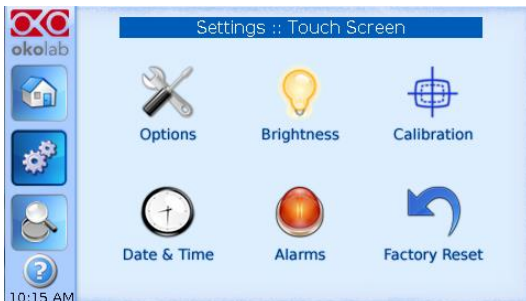 Settings :: Touch Screen
okolab
Options
Brightness
Calibration
Date & Time
Alarms
Factory Reset
?
10:15 AM